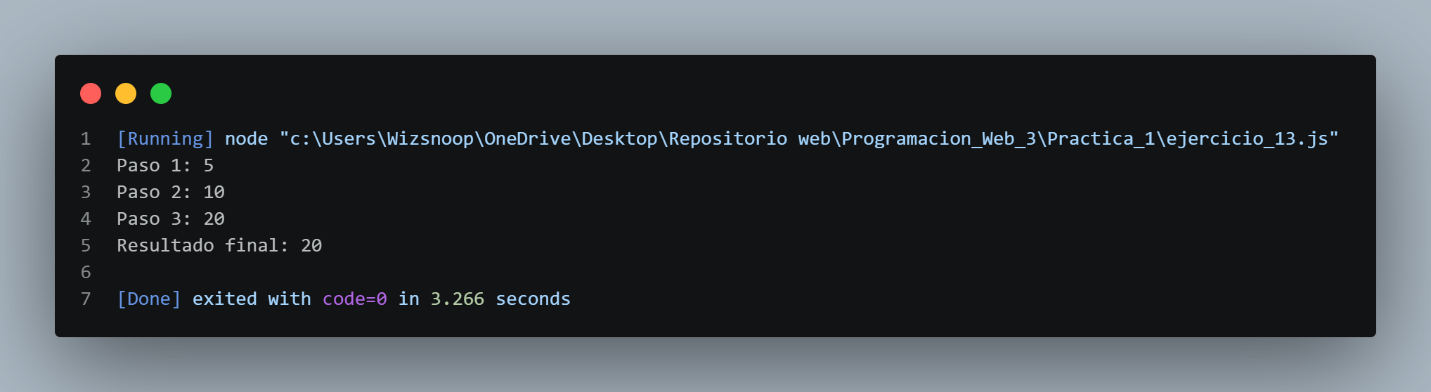 1 [Running] node "c:\Users\Wizsnoop\OneDrive\Desktop\Repositorio web\Programacion_Web_3\Practica_1\ejercicio_13.js"
2 Paso 1: 5
3 Paso 2: 10
4 Paso 3: 20
5 Resultado final: 20
6
7 [Done] exited with code=0 in 3.266 seconds